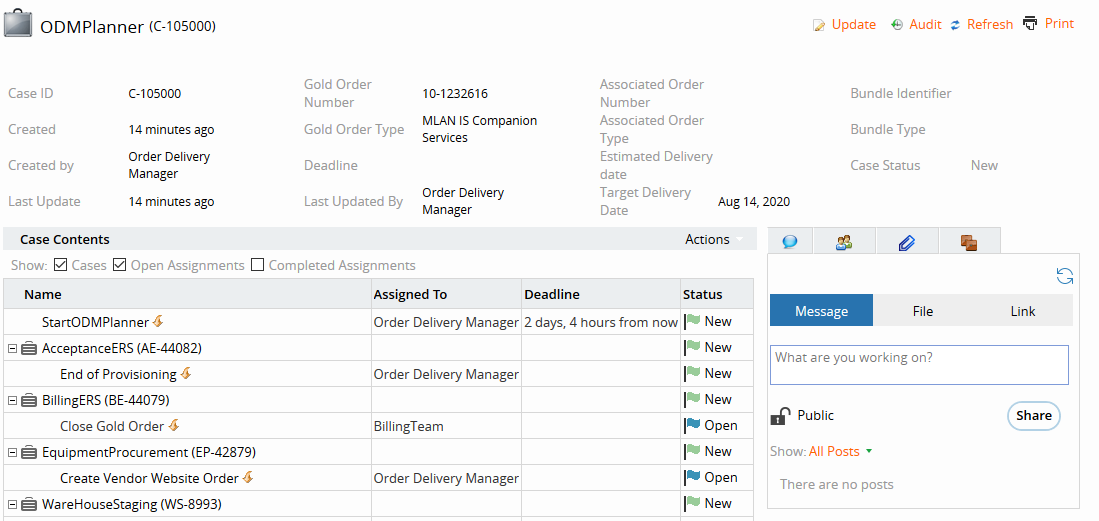 ODMPlanner (C-105000)
Update Audit Refresh Print
Case ID C-105000 Gold Order Number 10-1232616 Associated Order Number Bundle Identifier
Created 14 minutes ago Gold Order Type MLAN IS Companion Services Associated Order Type Bundle Type
Created by Order Delivery Manager Deadline Estimated Delivery date Case Status New
Last Update 14 minutes ago Last Updated By Order Delivery Manager Target Delivery Date Aug 14, 2020
Case Contents Actions
Show: Cases Open Assignments Completed Assignments
Name Assigned To Deadline Status
StartODMPlanner Order Delivery Manager 2 days, 4 hours from now New
AcceptanceERS (AE-44082) New
End of Provisioning Order Delivery Manager New
BillingERS (BE-44079) New
Close Gold Order BillingTeam Open
EquipmentProcurement (EP-42879) New
Create Vendor Website Order Order Delivery Manager Open
WareHouseStaging (WS-8993) New
Message File Link
What are you working on?
Public Share
Show: All Posts
There are no posts